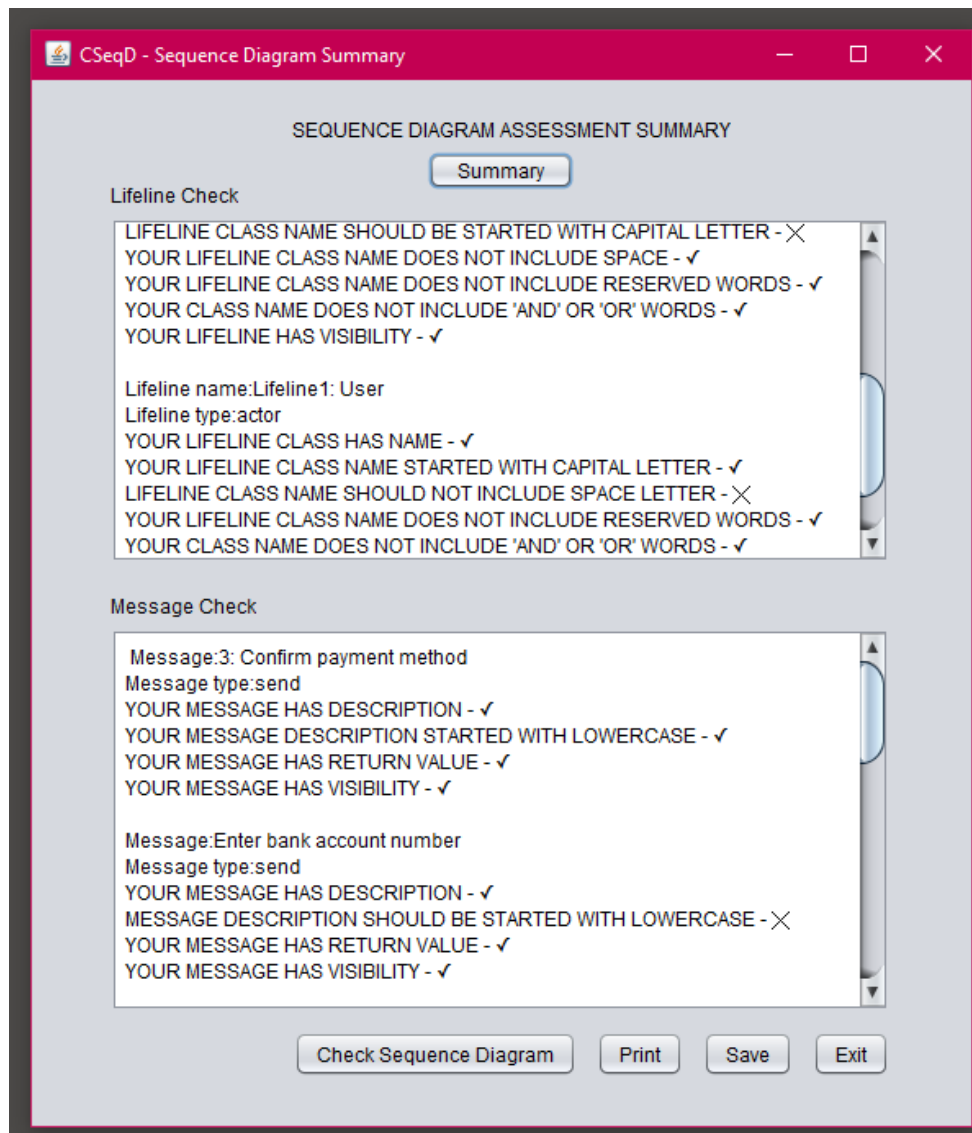 CSeqD - Sequence Diagram Summary
SEQUENCE DIAGRAM ASSESSMENT SUMMARY
Summary
Lifeline Check
LIFELINE CLASS NAME SHOULD BE STARTED WITH CAPITAL LETTER - ╳
YOUR LIFELINE CLASS NAME DOES NOT INCLUDE SPACE - ✓
YOUR LIFELINE CLASS NAME DOES NOT INCLUDE RESERVED WORDS - ✓
YOUR CLASS NAME DOES NOT INCLUDE 'AND' OR 'OR' WORDS - ✓
YOUR LIFELINE HAS VISIBILITY - ✓
Lifeline name:Lifeline1: User
Lifeline type:actor
YOUR LIFELINE CLASS HAS NAME - ✓
YOUR LIFELINE CLASS NAME STARTED WITH CAPITAL LETTER - ✓
LIFELINE CLASS NAME SHOULD NOT INCLUDE SPACE LETTER - ╳
YOUR LIFELINE CLASS NAME DOES NOT INCLUDE RESERVED WORDS - ✓
YOUR CLASS NAME DOES NOT INCLUDE 'AND' OR 'OR' WORDS - ✓
Message Check
Message:3: Confirm payment method
Message type:send
YOUR MESSAGE HAS DESCRIPTION - ✓
YOUR MESSAGE DESCRIPTION STARTED WITH LOWERCASE - ✓
YOUR MESSAGE HAS RETURN VALUE - ✓
YOUR MESSAGE HAS VISIBILITY - ✓
Message:Enter bank account number
Message type:send
YOUR MESSAGE HAS DESCRIPTION - ✓
MESSAGE DESCRIPTION SHOULD BE STARTED WITH LOWERCASE - ╳
YOUR MESSAGE HAS RETURN VALUE - ✓
YOUR MESSAGE HAS VISIBILITY - ✓
Check Sequence Diagram Print Save Exit